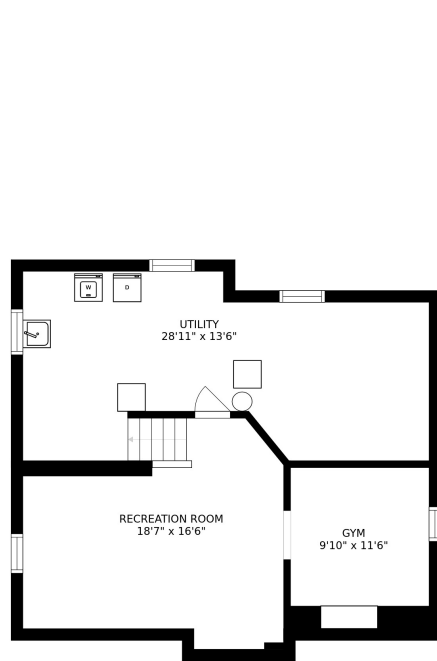 W
D
UTILITY
28'11" x 13'6"
RECREATION ROOM
18'7" x 16'6"
GYM
9'10" x 11'6"